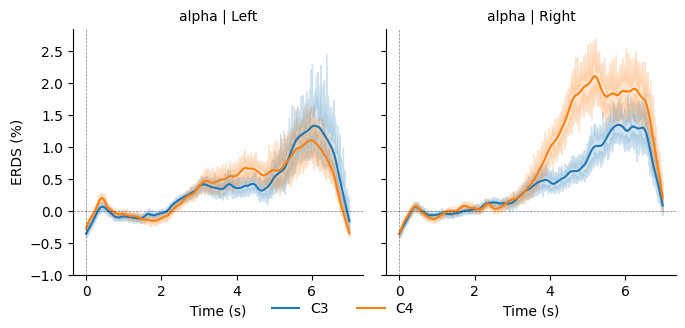 alpha | Left
alpha | Right
ERDS (%)
2.5
2.0
1.5
1.0
0.5
0.0
−0.5
−1.0
0 2 4 6
0 2 4 6
Time (s)
Time (s)
C3 C4